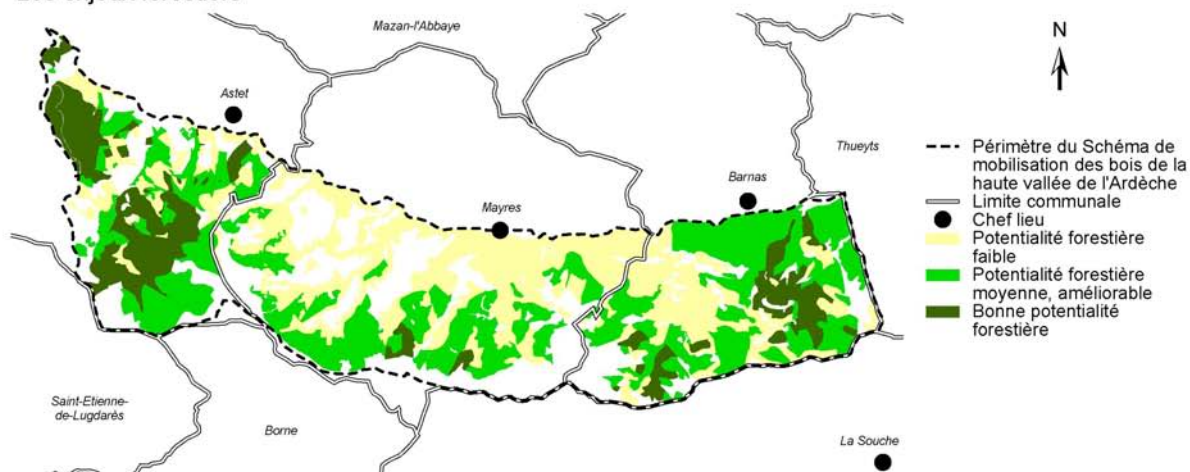 Mazan-l'Abbaye
N
Astet
Thueyts
Barnas
Mayres
Saint-Etienne-
de-Lugdarès
Borne
La Souche
Périmètre du Schéma de
mobilisation des bois de la
haute vallée de l'Ardèche
Limite communale
Chef lieu
Potentialité forestière
faible
Potentialité forestière
moyenne, améliorable
Bonne potentialité
forestière